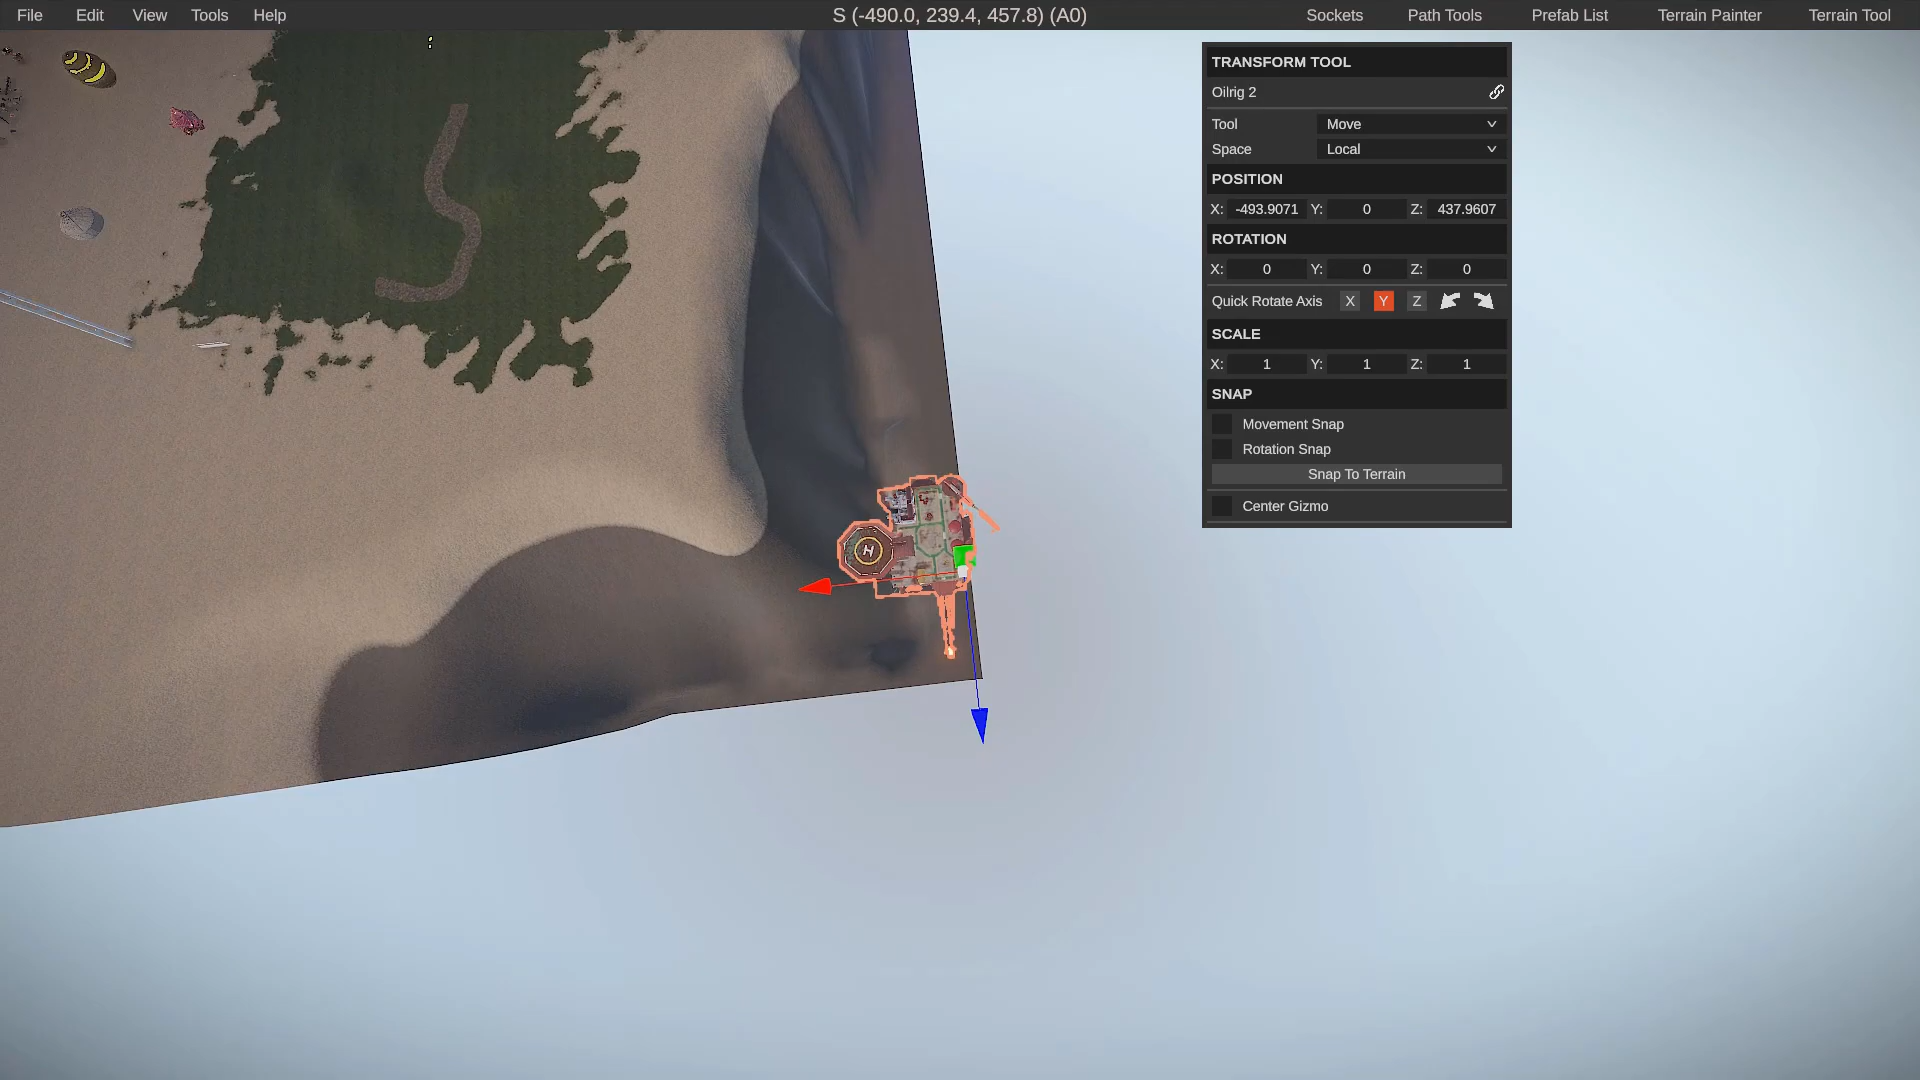 File Edit View Tools Help S (-490.0, 239.4, 457.8) (A0) Sockets Path Tools Prefab List Terrain Painter Terrain Tool
TRANSFORM TOOL
Oilrig 2
Tool Move
Space Local
POSITION
X: -493.9071 Y: 0 Z: 437.9607
ROTATION
X: 0 Y: 0 Z: 0
Quick Rotate Axis X Y Z
SCALE
X: 1 Y: 1 Z: 1
SNAP
Movement Snap
Rotation Snap
Snap To Terrain
Center Gizmo
H